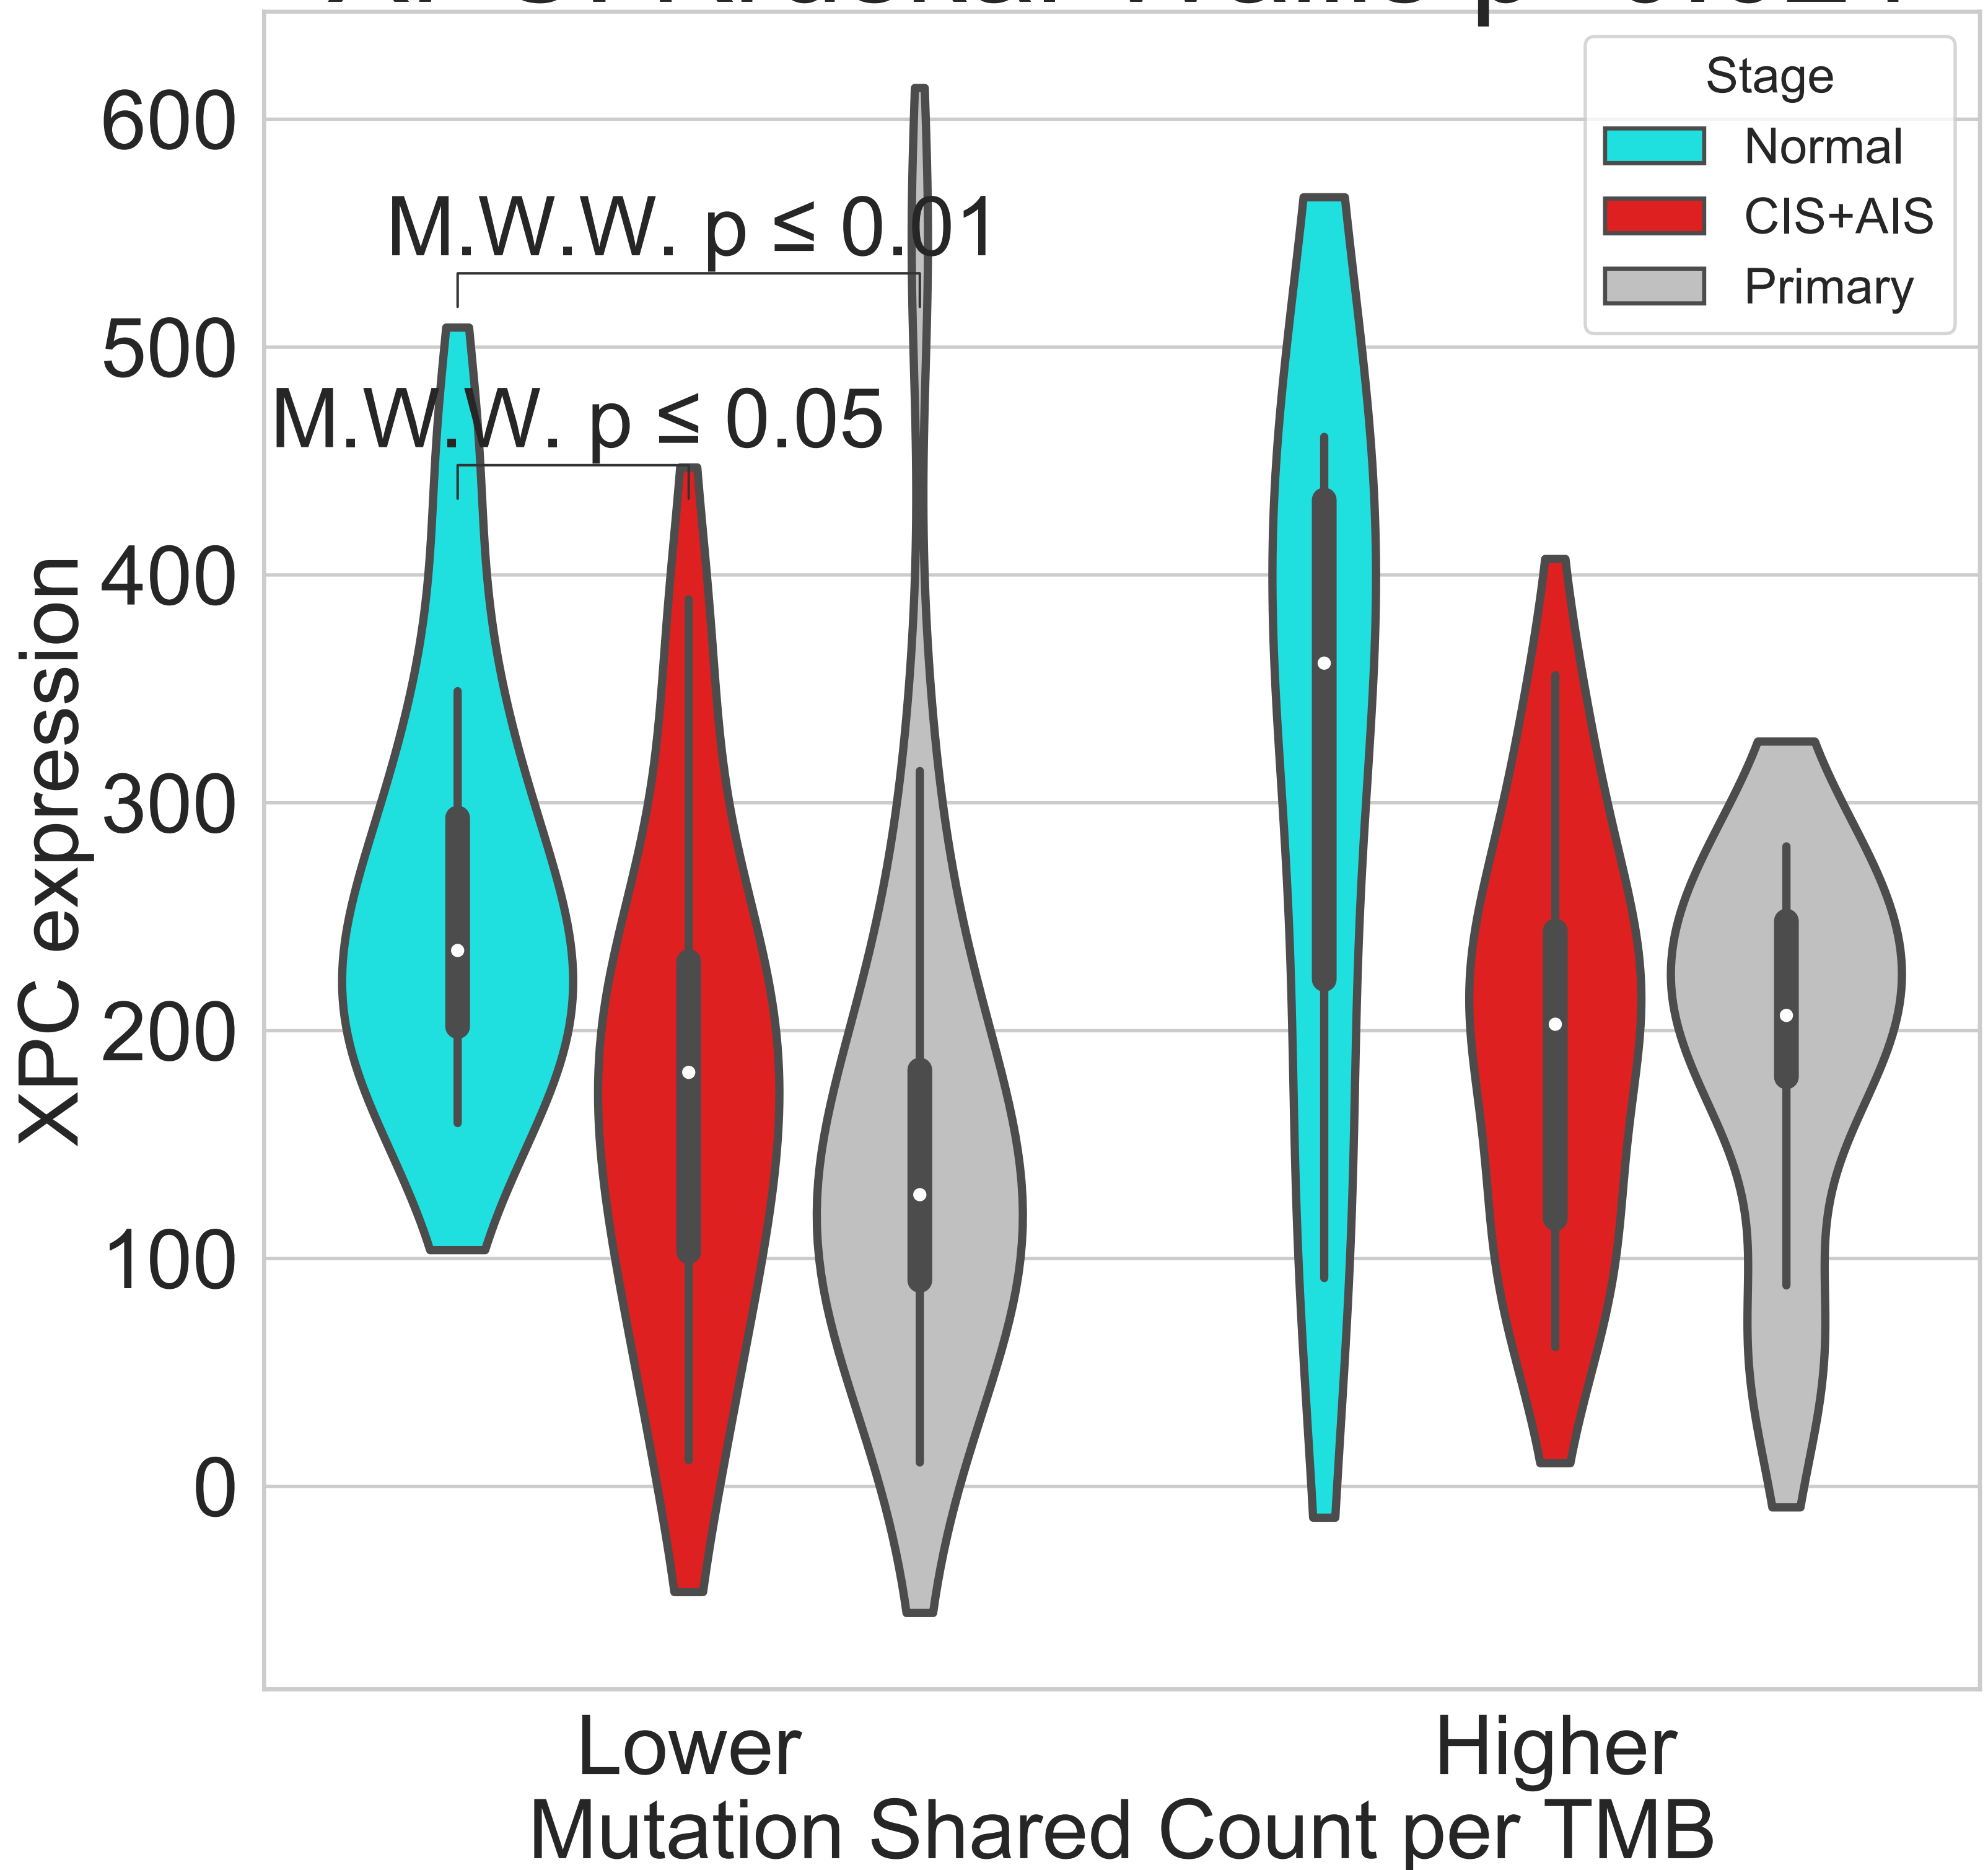 Stage
Normal
CIS+AIS
Primary
600
500
400
300
200
100
0
M.W.W. p ≤ 0.01
M.W.W. p ≤ 0.05
XPC expression
Lower
Higher
Mutation Shared Count per TMB